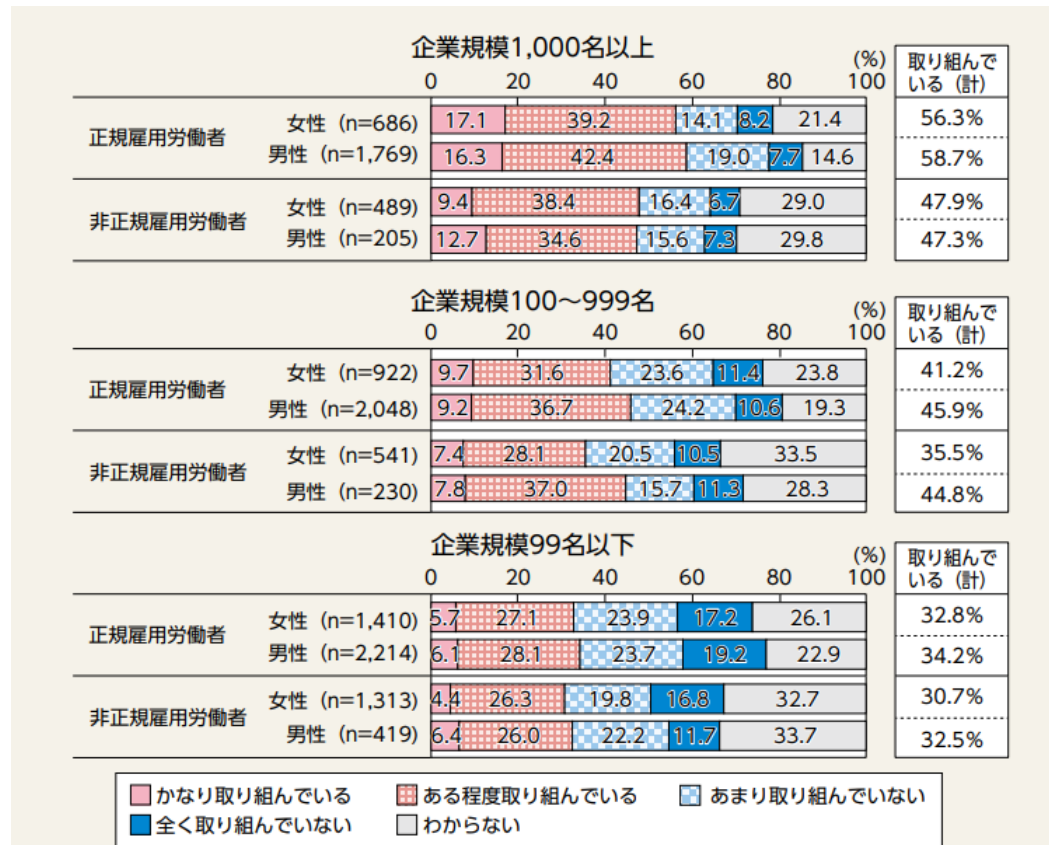 企業規模1,000名以上
(%)
0 20 40 60 80 100
取り組んで
いる（計）
正規雇用労働者
女性（n=686） 17.1 39.2 14.1 8.2 21.4 56.3%
男性（n=1,769） 16.3 42.4 19.0 7.7 14.6 58.7%
非正規雇用労働者
女性（n=489） 9.4 38.4 16.4 6.7 29.0 47.9%
男性（n=205） 12.7 34.6 15.6 7.3 29.8 47.3%
企業規模100～999名
(%)
0 20 40 60 80 100
取り組んで
いる（計）
正規雇用労働者
女性（n=922） 9.7 31.6 23.6 11.4 23.8 41.2%
男性（n=2,048） 9.2 36.7 24.2 10.6 19.3 45.9%
非正規雇用労働者
女性（n=541） 7.4 28.1 20.5 10.5 33.5 35.5%
男性（n=230） 7.8 37.0 15.7 11.3 28.3 44.8%
企業規模99名以下
(%)
0 20 40 60 80 100
取り組んで
いる（計）
正規雇用労働者
女性（n=1,410） 5.7 27.1 23.9 17.2 26.1 32.8%
男性（n=2,214） 6.1 28.1 23.7 19.2 22.9 34.2%
非正規雇用労働者
女性（n=1,313） 4.4 26.3 19.8 16.8 32.7 30.7%
男性（n=419） 6.4 26.0 22.2 11.7 33.7 32.5%
かなり取り組んでいる ある程度取り組んでいる あまり取り組んでいない
全く取り組んでいない わからない